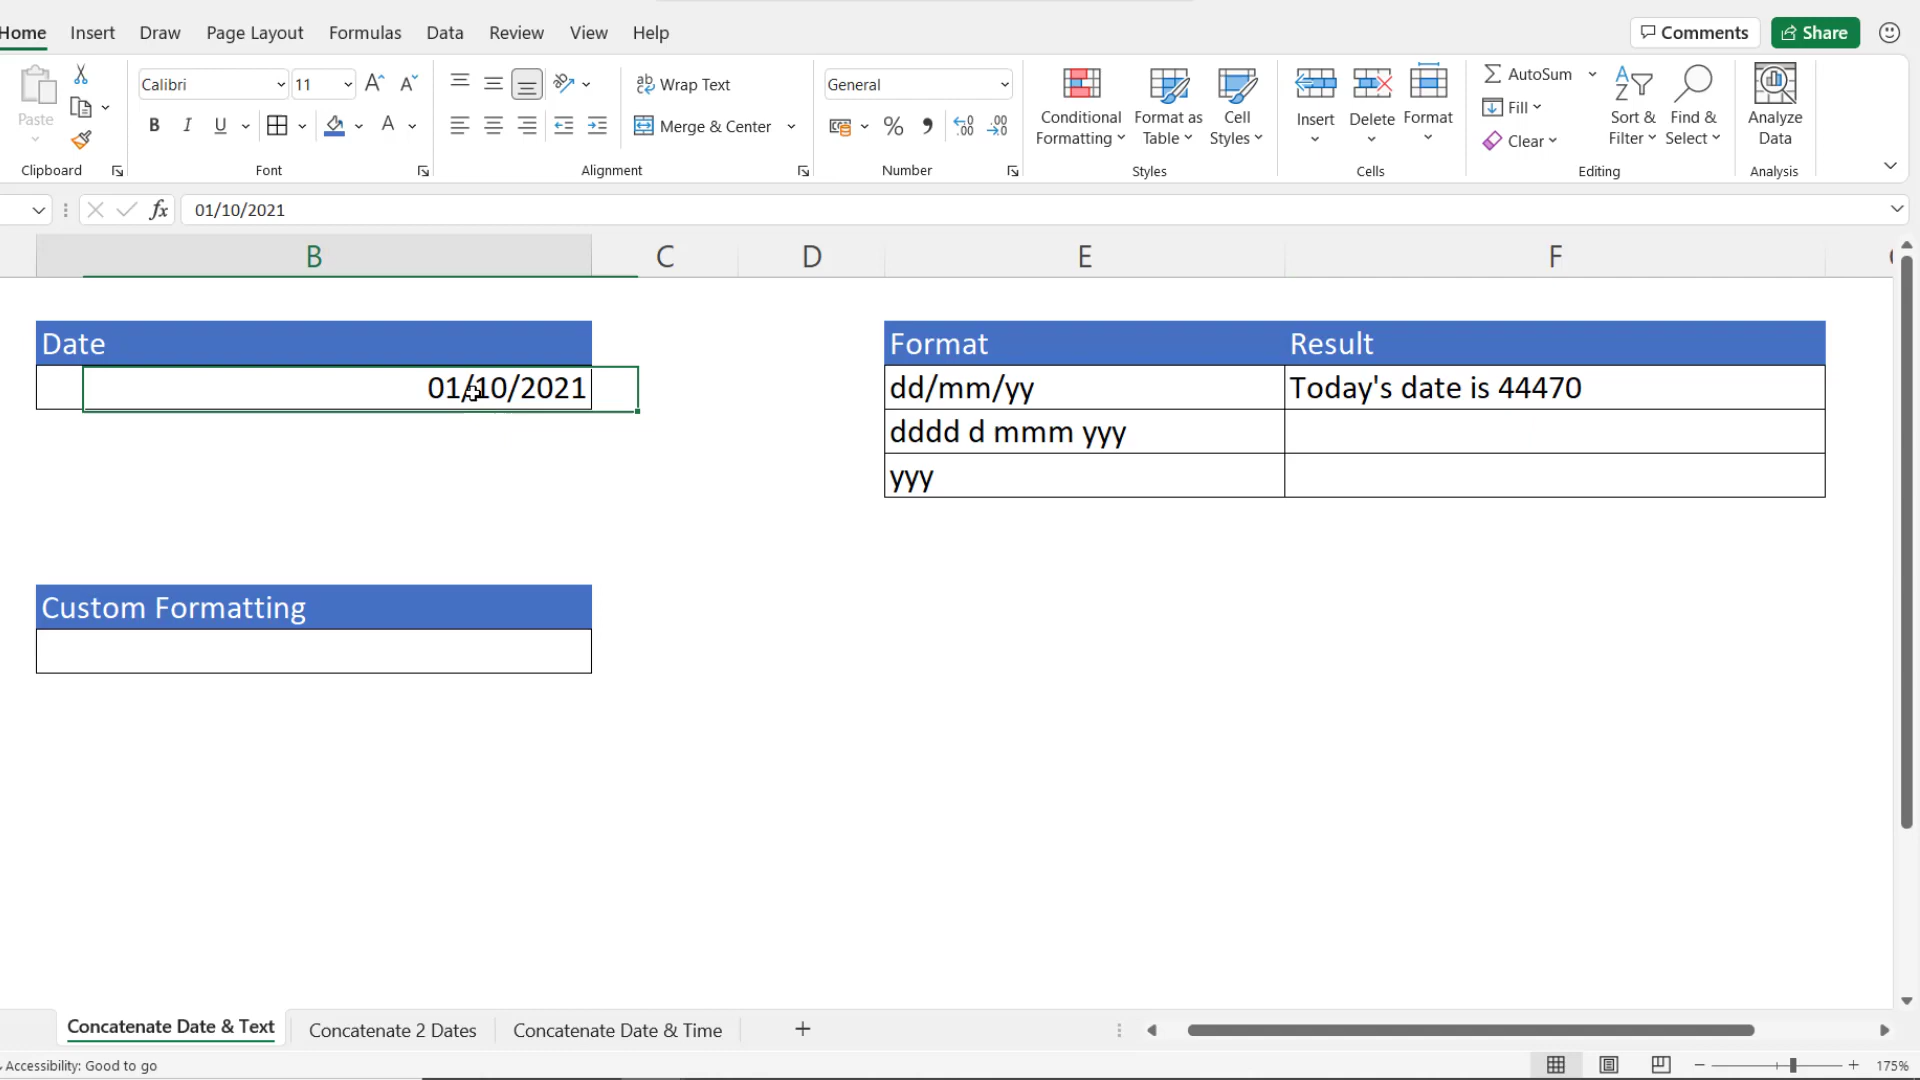 Home Insert Draw Page Layout Formulas Data Review View Help Comments Share
Calibri 11 Wrap Text General AutoSum
Paste B I U Merge & Center Conditional Formatting Format as Table Cell Styles Insert Delete Format Fill Clear Sort & Filter Find & Select Analyze Data
Clipboard Font Alignment Number Styles Cells Editing Analysis
fx 01/10/2021
B C D E F
Date Format Result
01/10/2021 dd/mm/yy Today's date is 44470
dddd d mmm yyy
yyy
Custom Formatting
Concatenate Date & Text Concatenate 2 Dates Concatenate Date & Time
Accessibility: Good to go 175%